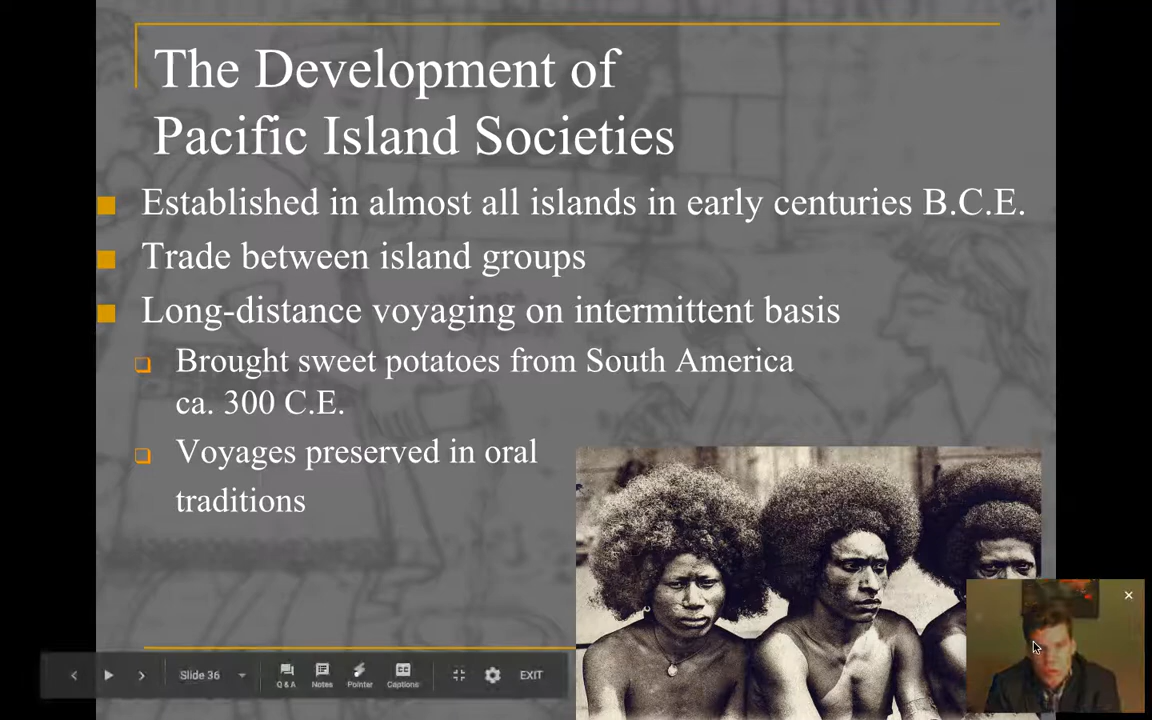 The Development of
Pacific Island Societies
Established in almost all islands in early centuries B.C.E.
Trade between island groups
Long-distance voyaging on intermittent basis
Brought sweet potatoes from South America
ca. 300 C.E.
Voyages preserved in oral
traditions
Slide 36
Q & A
Notes
Pointer
CC
Captions
EXIT